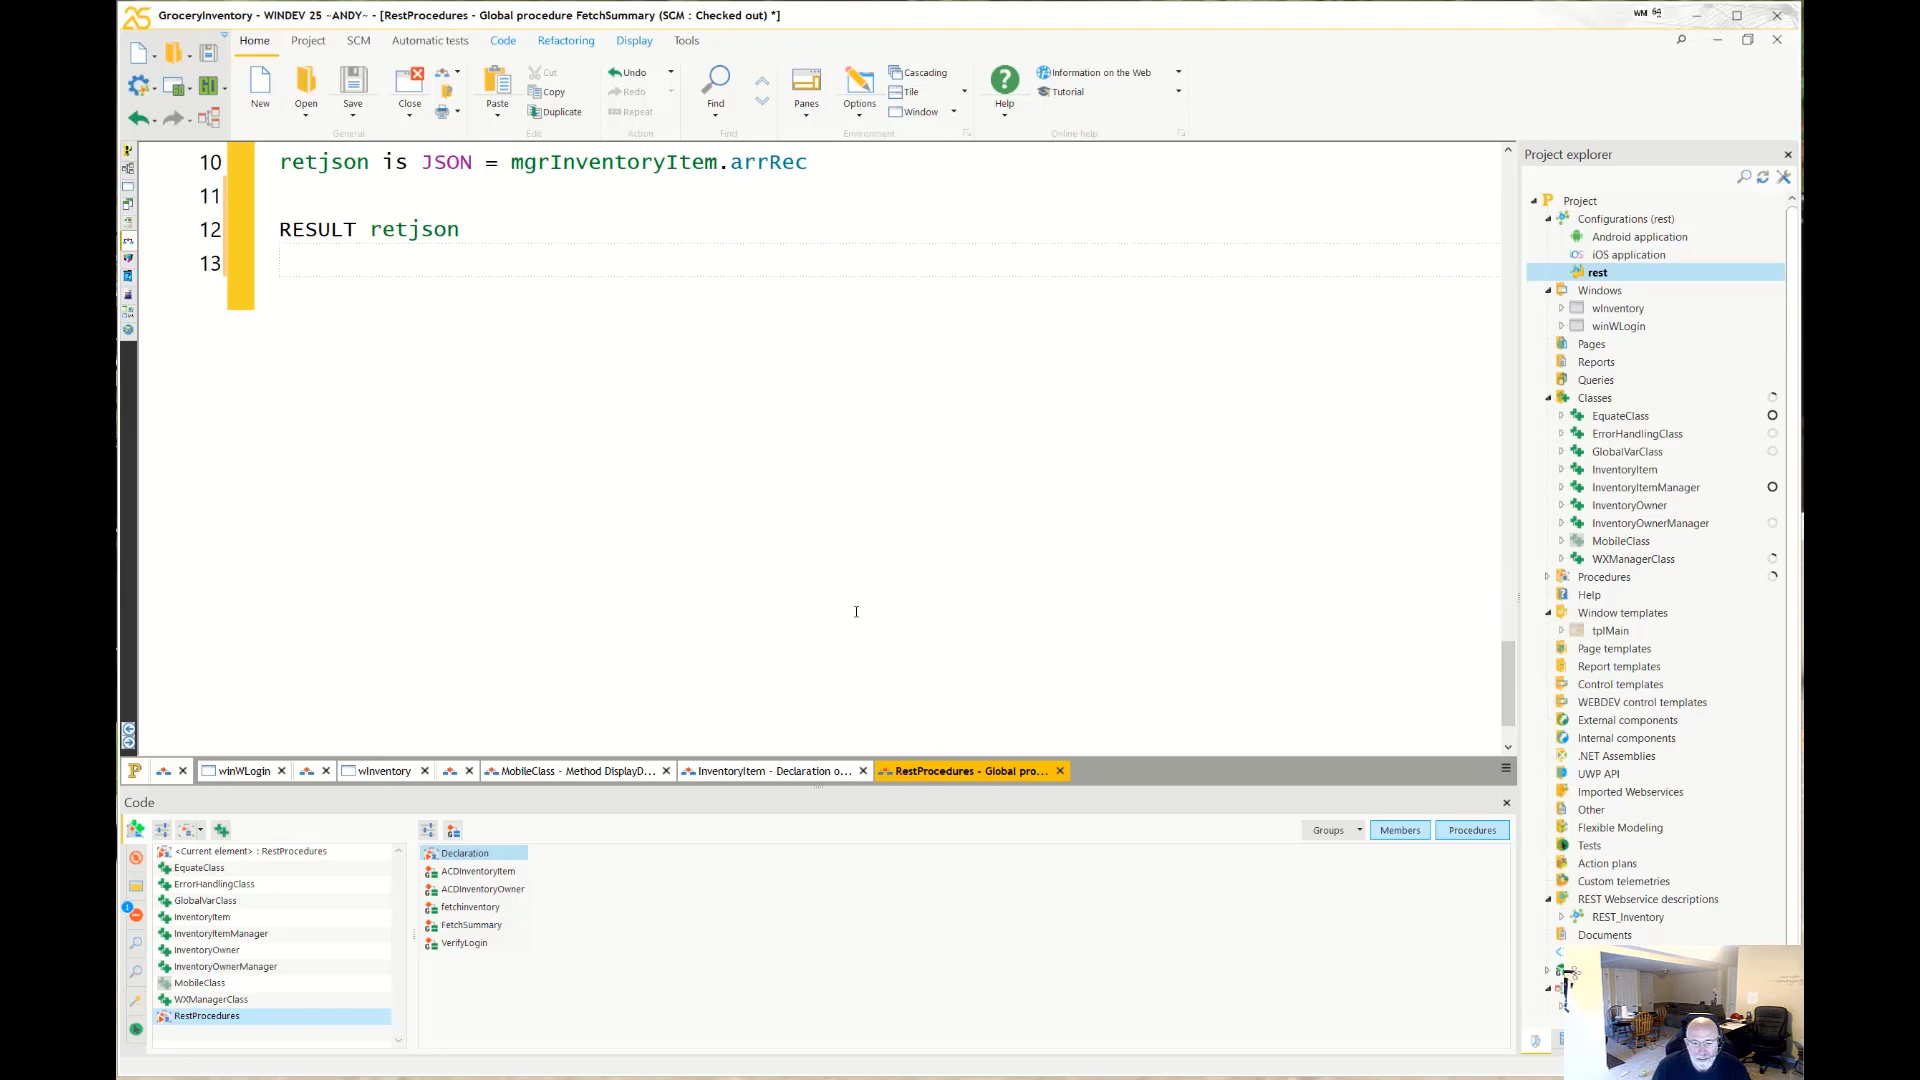 25 GroceryInventory - WINDEV 25 ~ANDY~ - [RestProcedures - Global procedure FetchSummary (SCM : Checked out) *]
WM 64
Home Project SCM Automatic tests Code Refactoring Display Tools
New Open Save Close Paste Cut Copy Duplicate Undo Redo Repeat Find Panes Options Cascading Tile Window Help Information on the Web Tutorial
General Edit Action Find Environment Online help
10 retjson is JSON = mgrInventoryItem.arrRec
11
12 RESULT retjson
13
winWLogin wInventory MobileClass - Method DisplayD... InventoryItem - Declaration o... RestProcedures - Global pro...
Code
Groups Members Procedures
<Current element> : RestProcedures
EquateClass
ErrorHandlingClass
GlobalVarClass
InventoryItem
InventoryItemManager
InventoryOwner
InventoryOwnerManager
MobileClass
WXManagerClass
RestProcedures
Declaration
ACDInventoryItem
ACDInventoryOwner
fetchinventory
FetchSummary
VerifyLogin
Project explorer
Project
Configurations (rest)
Android application
iOS iOS application
rest
Windows
wInventory
winWLogin
Pages
Reports
Queries
Classes
EquateClass
ErrorHandlingClass
GlobalVarClass
InventoryItem
InventoryItemManager
InventoryOwner
InventoryOwnerManager
MobileClass
WXManagerClass
Procedures
Help
Window templates
tplMain
Page templates
Report templates
Control templates
WEBDEV control templates
External components
Internal components
.NET Assemblies
UWP API
Imported Webservices
Other
Flexible Modeling
Tests
Action plans
Custom telemetries
REST Webservice descriptions
REST_Inventory
Documents